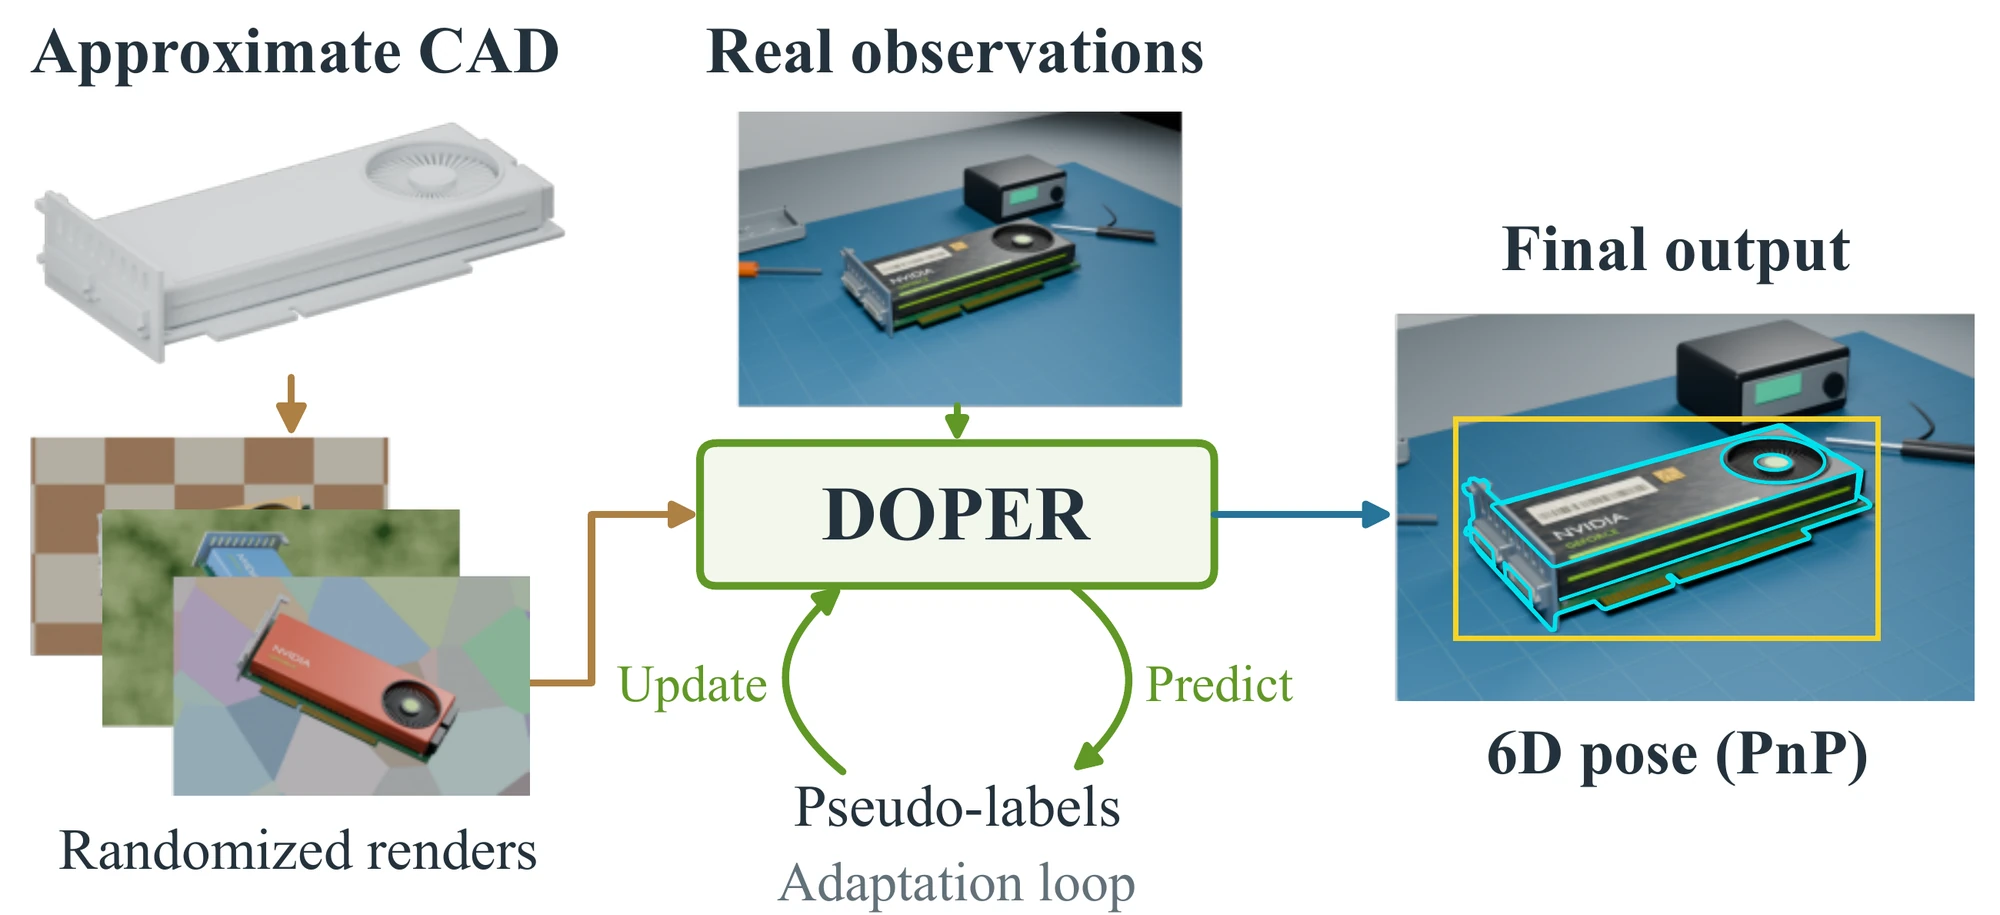 Approximate CAD
Real observations
NVIDIA
Final output
NVIDIA
GEFORCE
DOPER
NVIDIA
Update
Predict
Pseudo-labels
Adaptation loop
6D pose (PnP)
Randomized renders